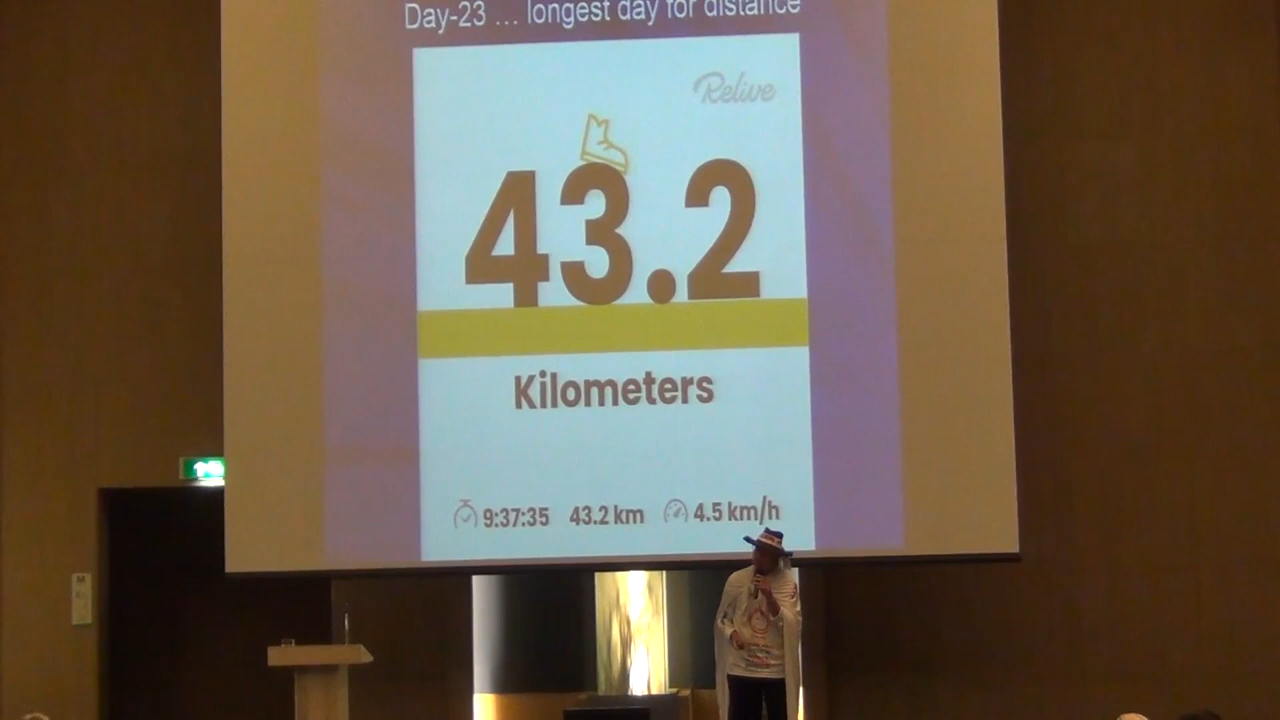 Day-23 ... longest day for distance
Relive
43.2
Kilometers
9:37:35 43.2 km 4.5 km/h